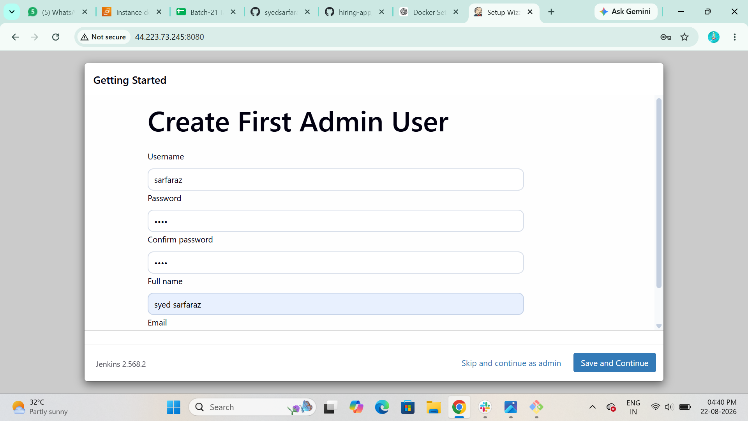 (5) WhatsA
Instance d
Batch-21 I
syedsarfar
hiring-app
Docker Se
Setup Wiz
Ask Gemini
Not secure
44.223.73.245:8080
Getting Started
Create First Admin User
Username
sarfaraz
Password
••••
Confirm password
••••
Full name
syed sarfaraz
Email
Jenkins 2.568.2
Skip and continue as admin
Save and Continue
32°C
Partly sunny
Search
ENG
IN
04:40 PM
22-08-2026